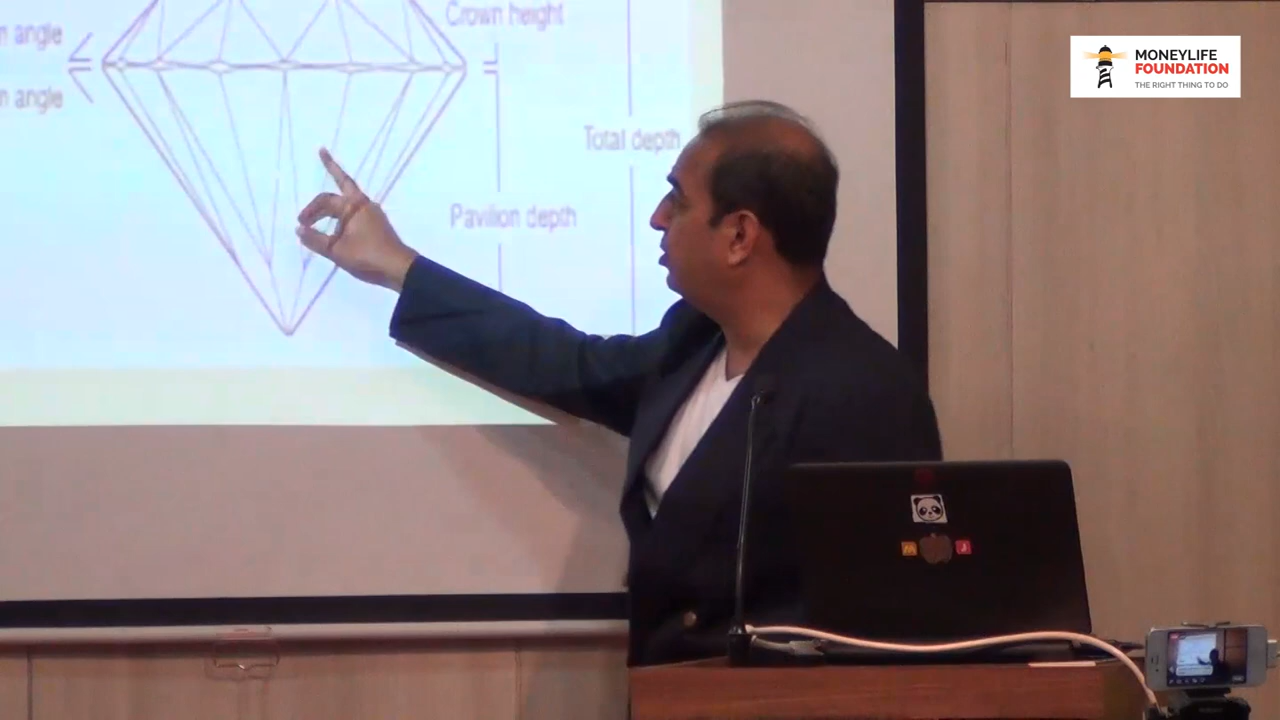 Crown height
n angle
n angle
Total depth
Pavilion depth
MONEYLIFE
FOUNDATION
THE RIGHT THING TO DO